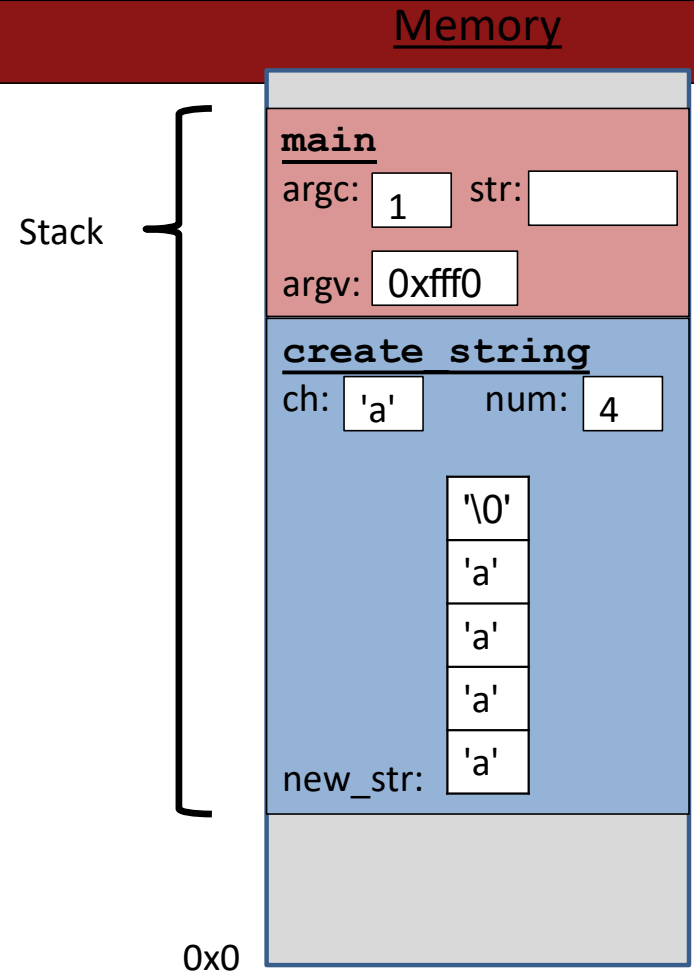 Memory
main
argc: 1 str:
Stack
argv: 0xfff0
create_string
ch: 'a' num: 4
'\0'
'a'
'a'
'a'
new_str: 'a'
0x0